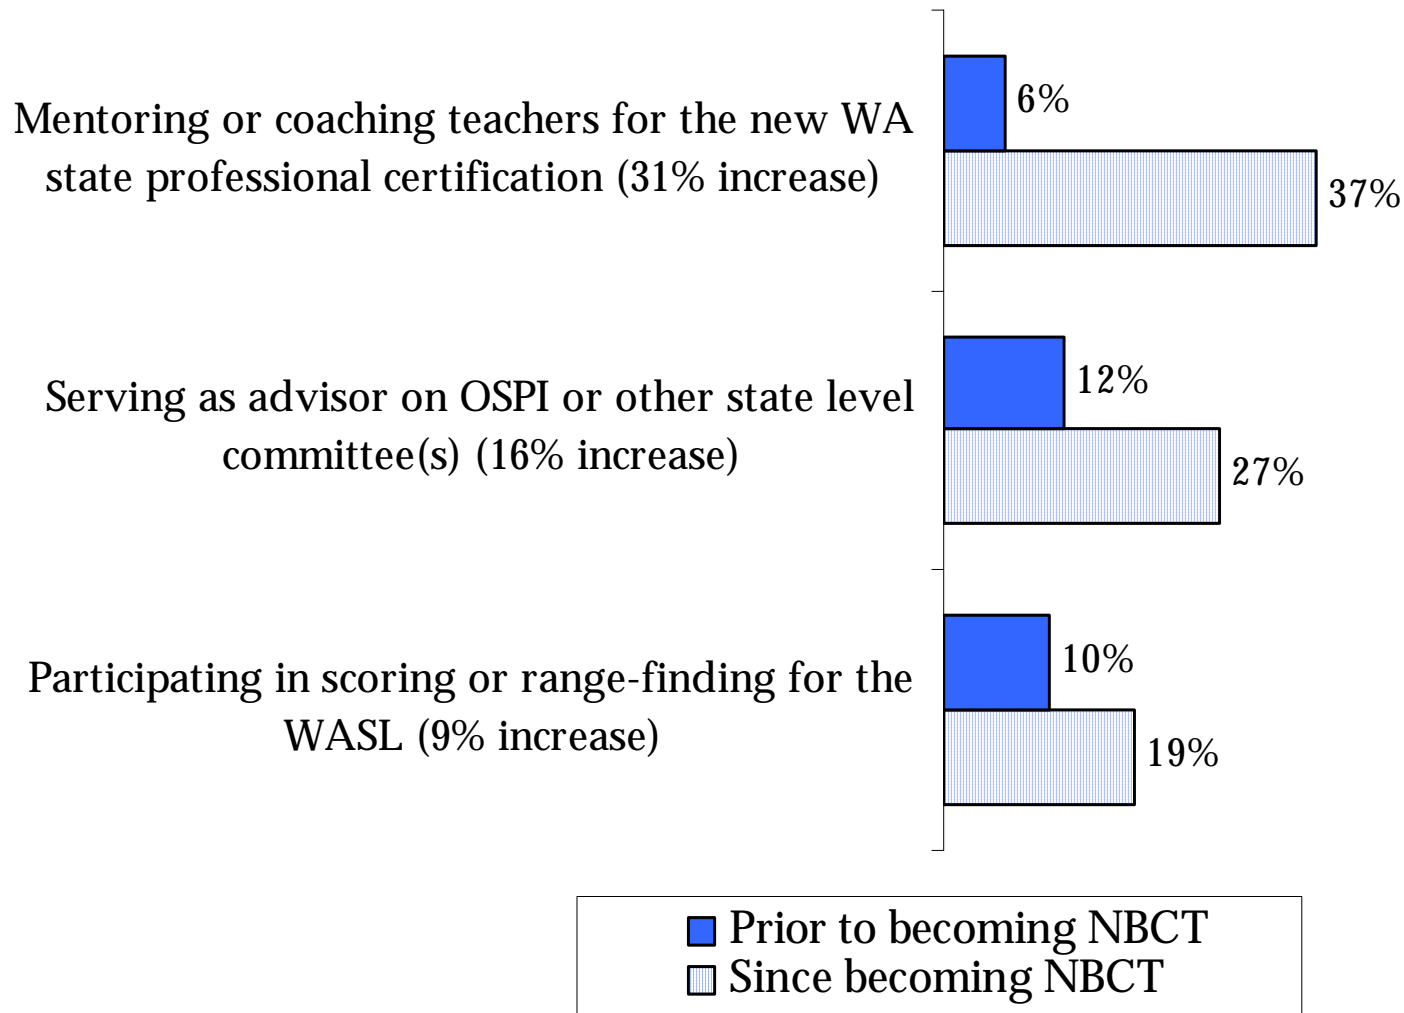 6%
Mentoring or coaching teachers for the new WA
state professional certification (31% increase)
37%
12%
Serving as advisor on OSPI or other state level
committee(s) (16% increase)
27%
10%
Participating in scoring or range-finding for the
WASL (9% increase)
19%
Prior to becoming NBCT
Since becoming NBCT